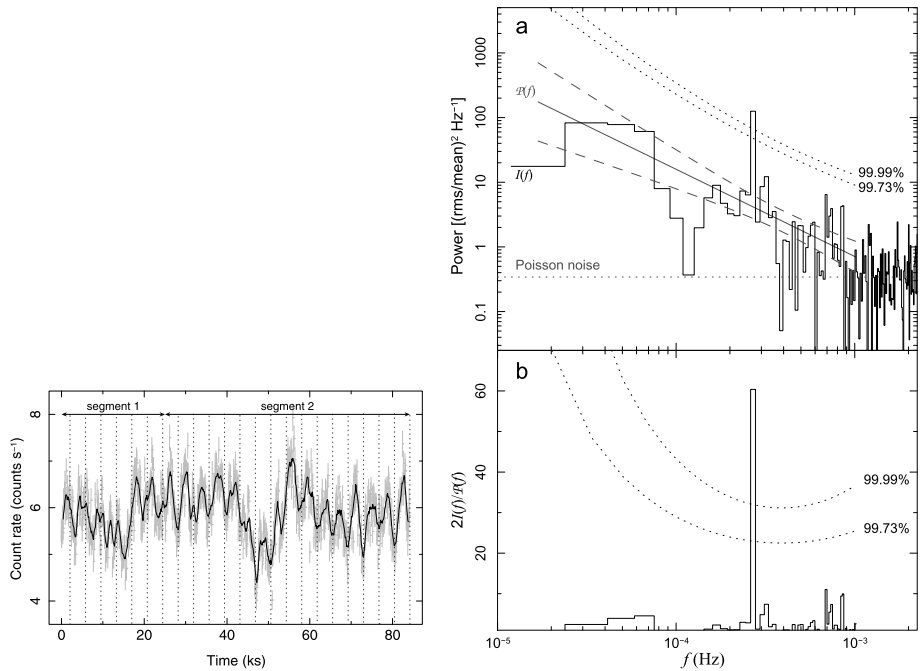 segment 1
segment 2
8
6
4
Count rate (counts s⁻¹)
0
20
40
60
80
Time (ks)
a
1000
100
10
1
0.1
Power [(rms/mean)² Hz⁻¹]
𝒫(f)
I(f)
99.99%
99.73%
Poisson noise
b
60
40
20
2I(f)/𝒫(f)
99.99%
99.73%
10⁻⁵
10⁻⁴
10⁻³
f (Hz)